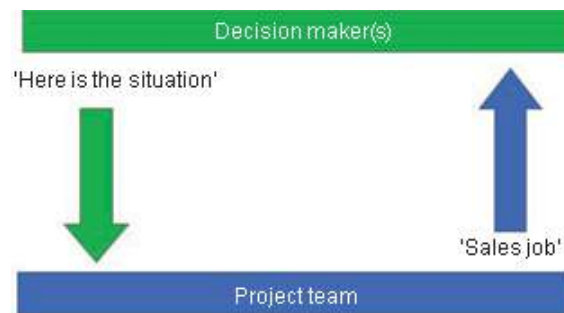 Decision maker(s)
'Here is the situation'
'Sales job'
Project team